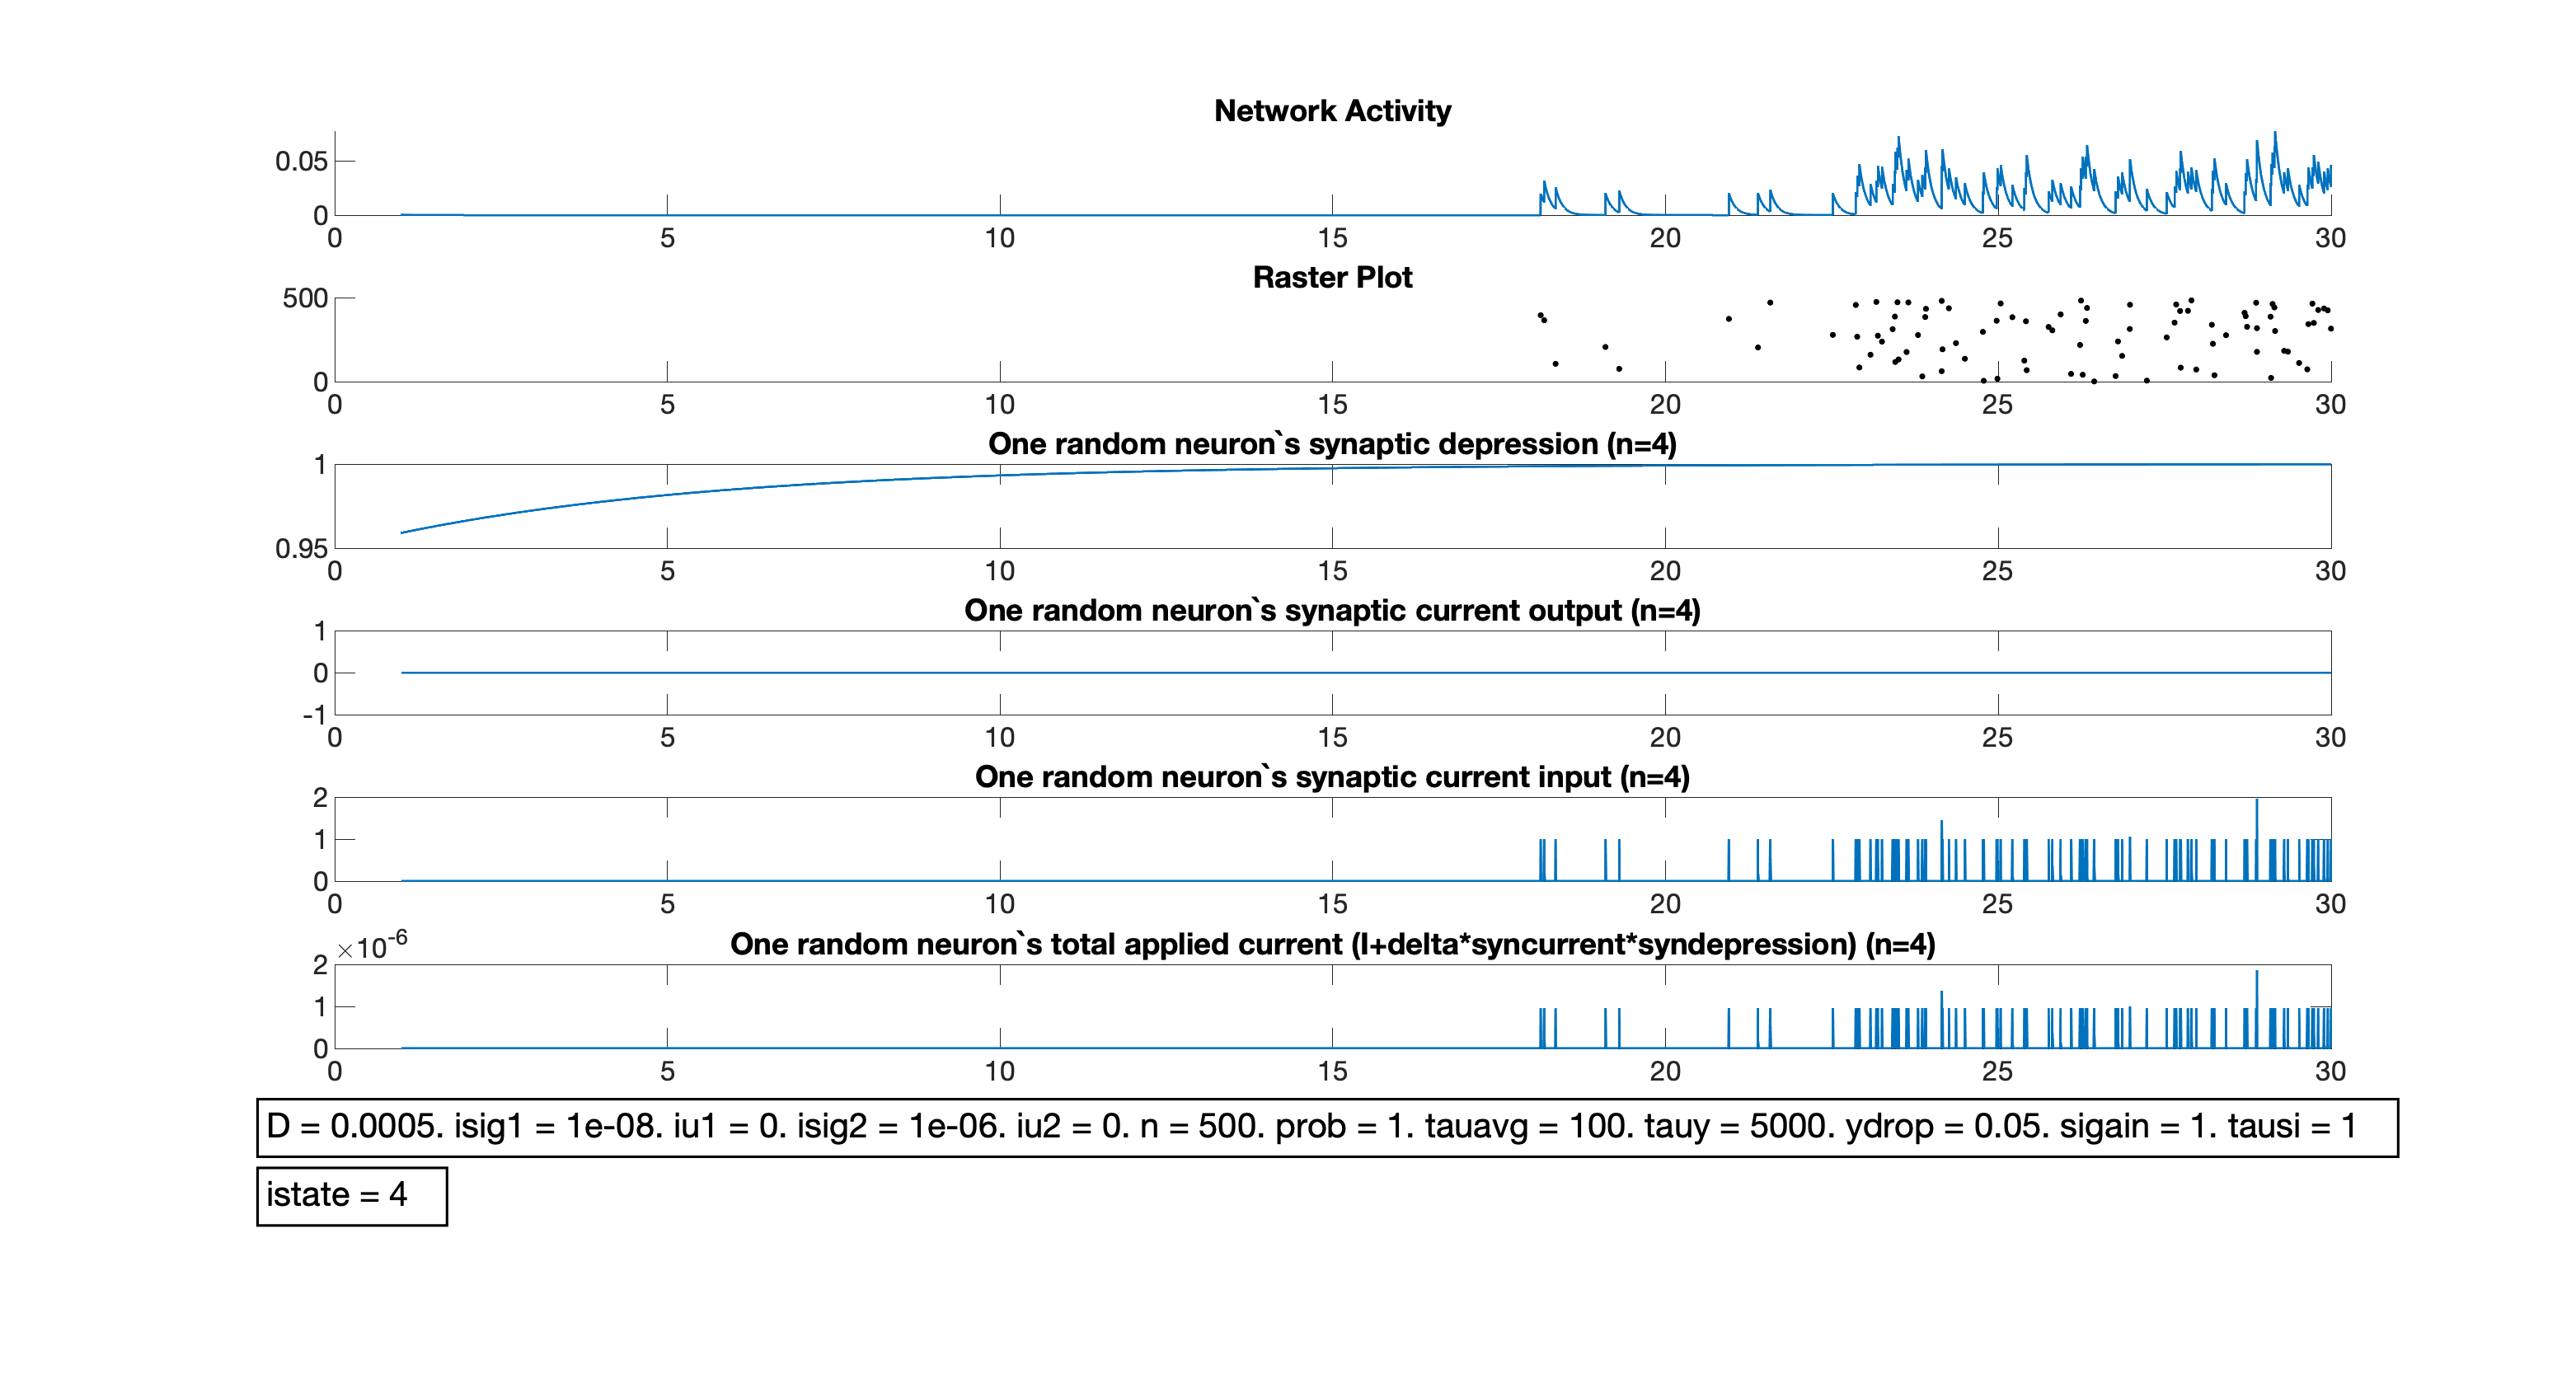 Network Activity
0.05
0
0 5 10 15 20 25 30
Raster Plot
500
0
0 5 10 15 20 25 30
One random neuron`s synaptic depression (n=4)
1
0.95
0 5 10 15 20 25 30
One random neuron`s synaptic current output (n=4)
1
0
-1
0 5 10 15 20 25 30
One random neuron`s synaptic current input (n=4)
2
1
0
0 5 10 15 20 25 30
×10-6
One random neuron`s total applied current (I+delta*syncurrent*syndepression) (n=4)
2
1
0
0 5 10 15 20 25 30
D = 0.0005. isig1 = 1e-08. iu1 = 0. isig2 = 1e-06. iu2 = 0. n = 500. prob = 1. tauavg = 100. tauy = 5000. ydrop = 0.05. sigain = 1. tausi = 1
istate = 4